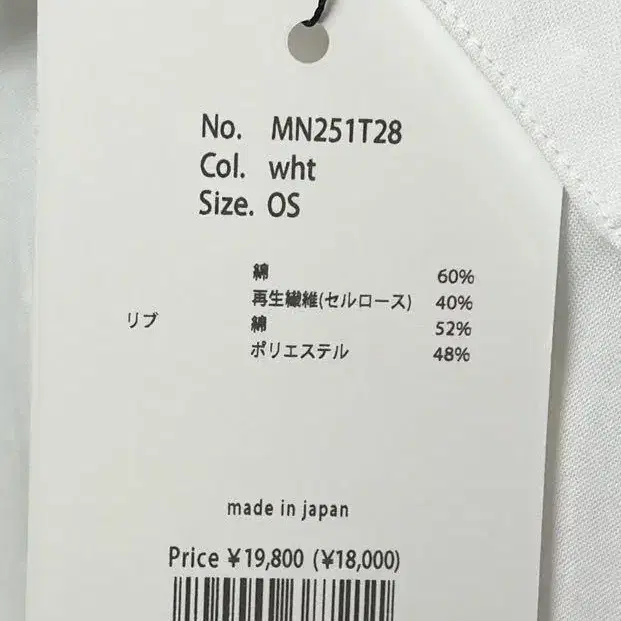 No. MN251T28
Col. wht
Size. OS
綿 60%
再生繊維(セルロース) 40%
リブ 綿 52%
ポリエステル 48%
made in japan
Price ¥19,800 (¥18,000)